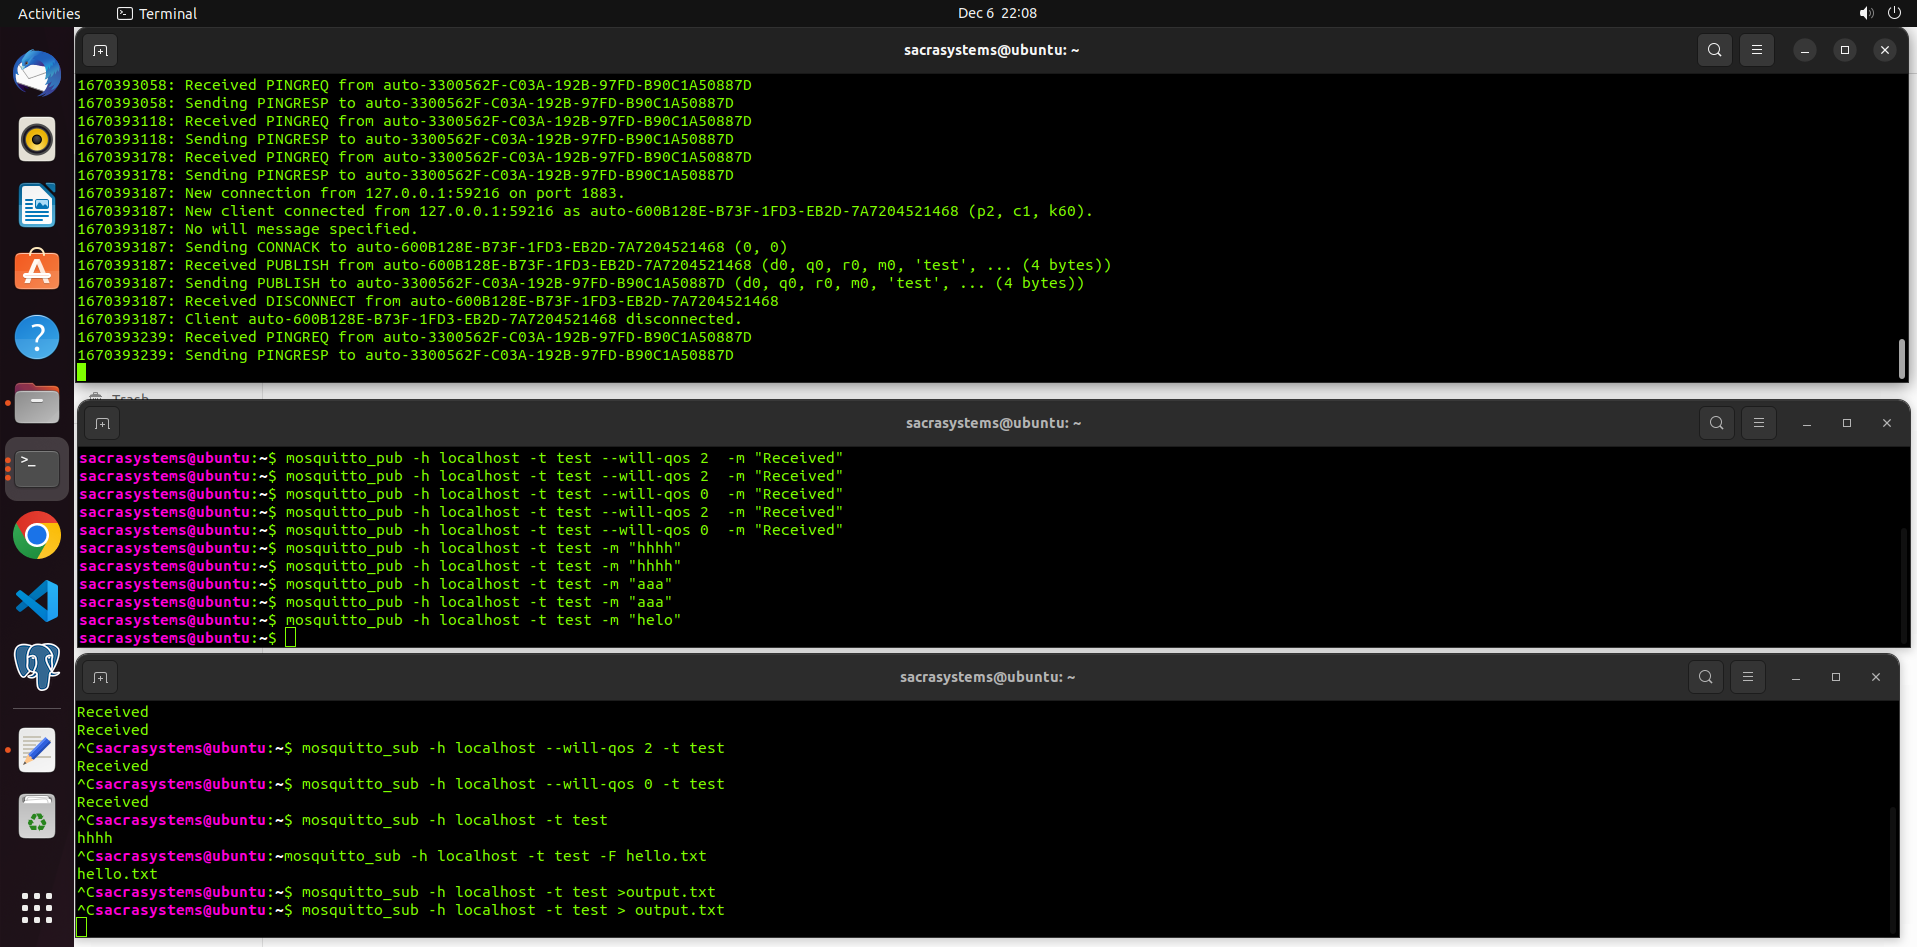 Activities
Terminal
Dec 6 22:08
sacrasystems@ubuntu: ~
1670393058: Received PINGREQ from auto-3300562F-C03A-192B-97FD-B90C1A50887D
1670393058: Sending PINGRESP to auto-3300562F-C03A-192B-97FD-B90C1A50887D
1670393118: Received PINGREQ from auto-3300562F-C03A-192B-97FD-B90C1A50887D
1670393118: Sending PINGRESP to auto-3300562F-C03A-192B-97FD-B90C1A50887D
1670393178: Received PINGREQ from auto-3300562F-C03A-192B-97FD-B90C1A50887D
1670393178: Sending PINGRESP to auto-3300562F-C03A-192B-97FD-B90C1A50887D
1670393187: New connection from 127.0.0.1:59216 on port 1883.
1670393187: New client connected from 127.0.0.1:59216 as auto-600B128E-B73F-1FD3-EB2D-7A7204521468 (p2, c1, k60).
1670393187: No will message specified.
1670393187: Sending CONNACK to auto-600B128E-B73F-1FD3-EB2D-7A7204521468 (0, 0)
1670393187: Received PUBLISH from auto-600B128E-B73F-1FD3-EB2D-7A7204521468 (d0, q0, r0, m0, 'test', ... (4 bytes))
1670393187: Sending PUBLISH to auto-3300562F-C03A-192B-97FD-B90C1A50887D (d0, q0, r0, m0, 'test', ... (4 bytes))
1670393187: Received DISCONNECT from auto-600B128E-B73F-1FD3-EB2D-7A7204521468
1670393187: Client auto-600B128E-B73F-1FD3-EB2D-7A7204521468 disconnected.
1670393239: Received PINGREQ from auto-3300562F-C03A-192B-97FD-B90C1A50887D
1670393239: Sending PINGRESP to auto-3300562F-C03A-192B-97FD-B90C1A50887D
Trash
sacrasystems@ubuntu: ~
sacrasystems@ubuntu:~$ mosquitto_pub -h localhost -t test --will-qos 2  -m "Received"
sacrasystems@ubuntu:~$ mosquitto_pub -h localhost -t test --will-qos 2  -m "Received"
sacrasystems@ubuntu:~$ mosquitto_pub -h localhost -t test --will-qos 0  -m "Received"
sacrasystems@ubuntu:~$ mosquitto_pub -h localhost -t test --will-qos 2  -m "Received"
sacrasystems@ubuntu:~$ mosquitto_pub -h localhost -t test --will-qos 0  -m "Received"
sacrasystems@ubuntu:~$ mosquitto_pub -h localhost -t test -m "hhhh"
sacrasystems@ubuntu:~$ mosquitto_pub -h localhost -t test -m "hhhh"
sacrasystems@ubuntu:~$ mosquitto_pub -h localhost -t test -m "aaa"
sacrasystems@ubuntu:~$ mosquitto_pub -h localhost -t test -m "aaa"
sacrasystems@ubuntu:~$ mosquitto_pub -h localhost -t test -m "helo"
sacrasystems@ubuntu:~$
sacrasystems@ubuntu: ~
Received
Received
^Csacrasystems@ubuntu:~$ mosquitto_sub -h localhost --will-qos 2 -t test
Received
^Csacrasystems@ubuntu:~$ mosquitto_sub -h localhost --will-qos 0 -t test
Received
^Csacrasystems@ubuntu:~$ mosquitto_sub -h localhost -t test
hhhh
^Csacrasystems@ubuntu:~mosquitto_sub -h localhost -t test -F hello.txt
hello.txt
^Csacrasystems@ubuntu:~$ mosquitto_sub -h localhost -t test >output.txt
^Csacrasystems@ubuntu:~$ mosquitto_sub -h localhost -t test > output.txt